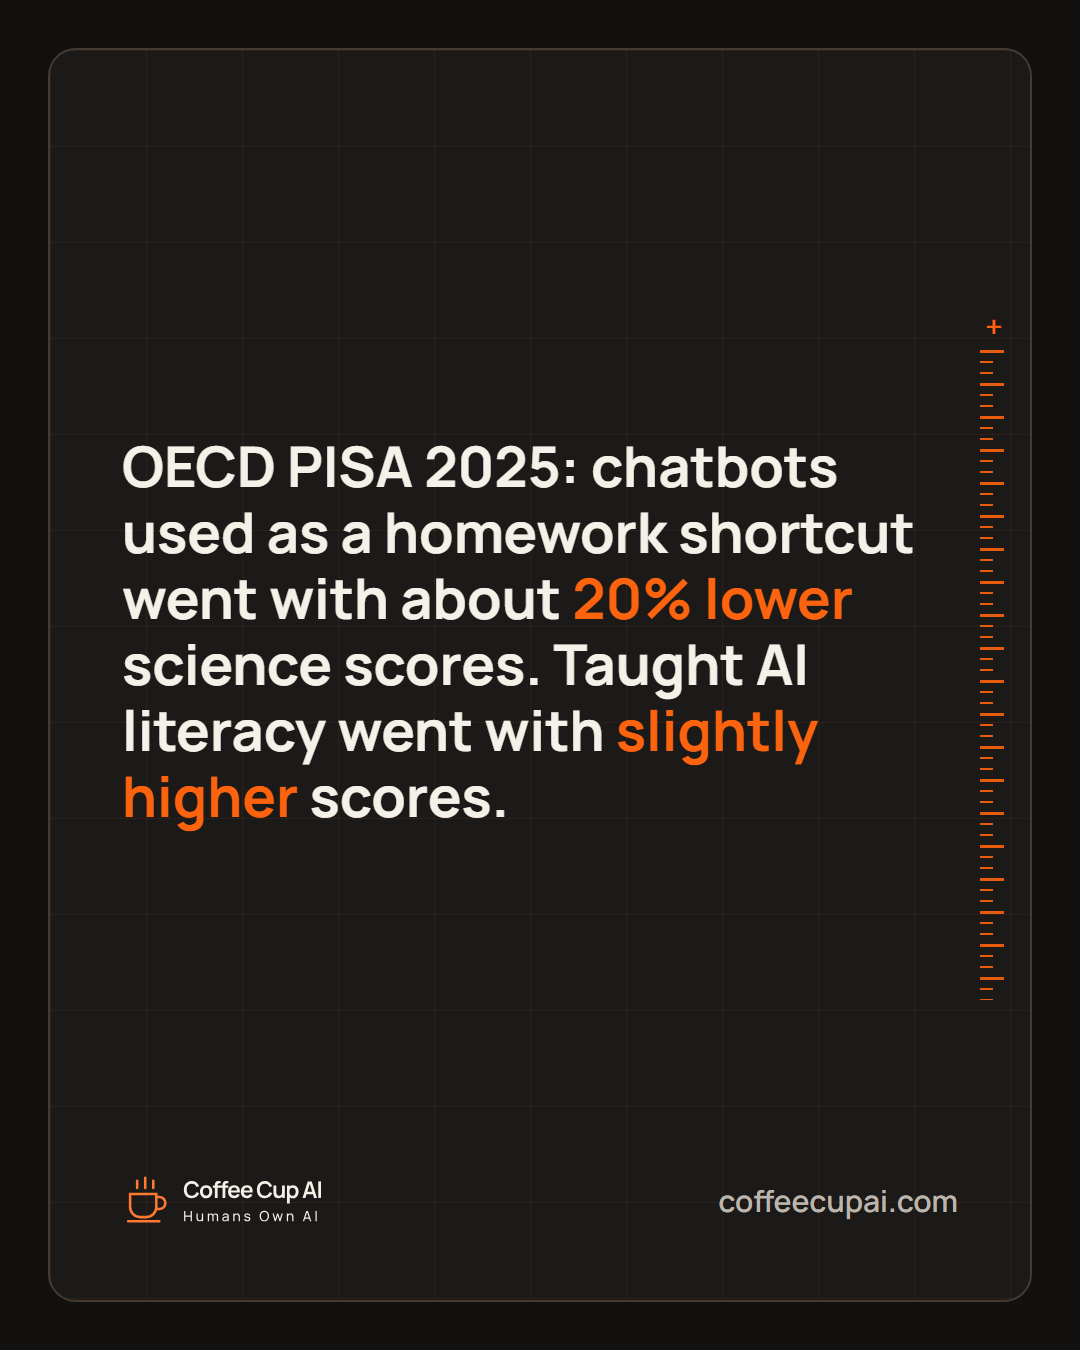 OECD PISA 2025: chatbots
used as a homework shortcut
went with about 20% lower
science scores. Taught AI
literacy went with slightly
higher scores.
+
Coffee Cup AI
Humans Own AI
coffeecupai.com